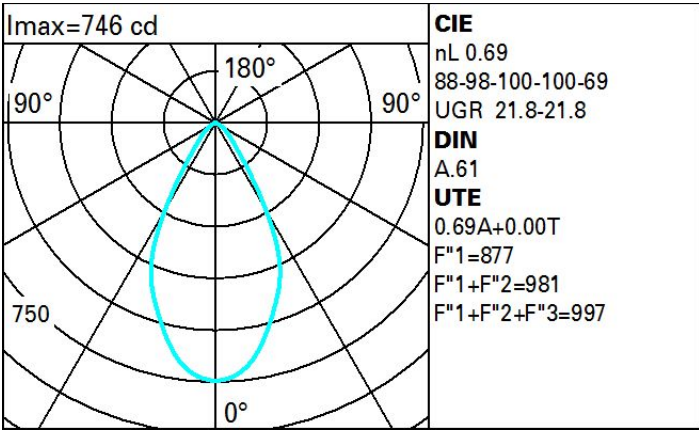 Imax=746 cd
180°
90°
90°
750
0°
CIE
nL 0.69
88-98-100-100-69
UGR 21.8-21.8
DIN
A.61
UTE
0.69A+0.00T
F"1=877
F"1+F"2=981
F"1+F"2+F"3=997